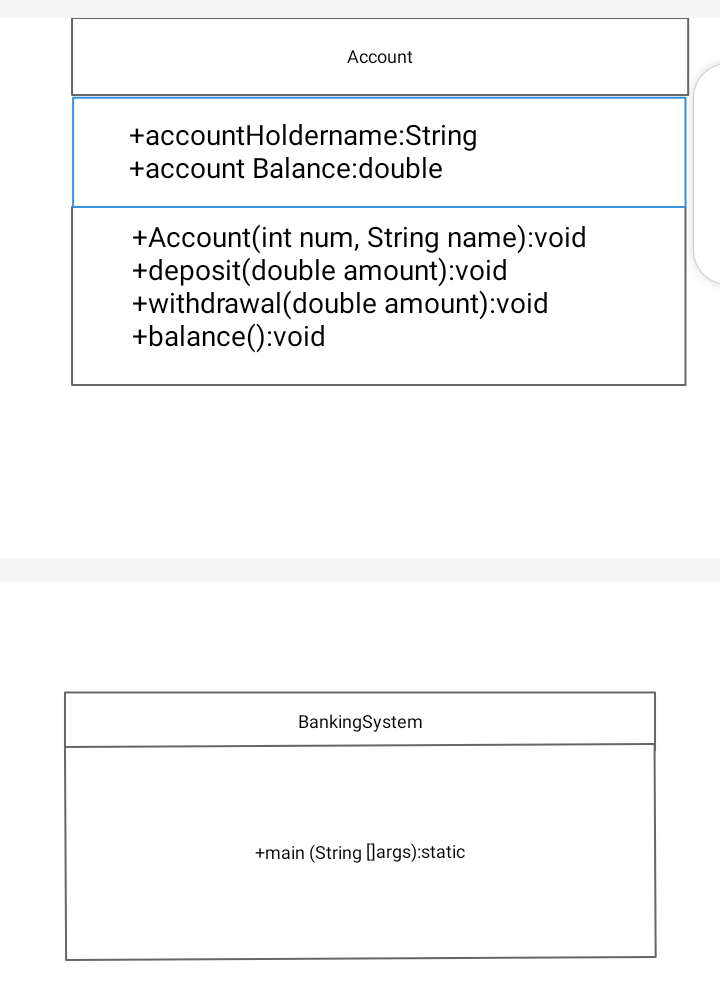 Account
+accountHoldername:String
+account Balance:double
+Account(int num, String name):void
+deposit(double amount):void
+withdrawal(double amount):void
+balance():void
BankingSystem
+main (String []args):static